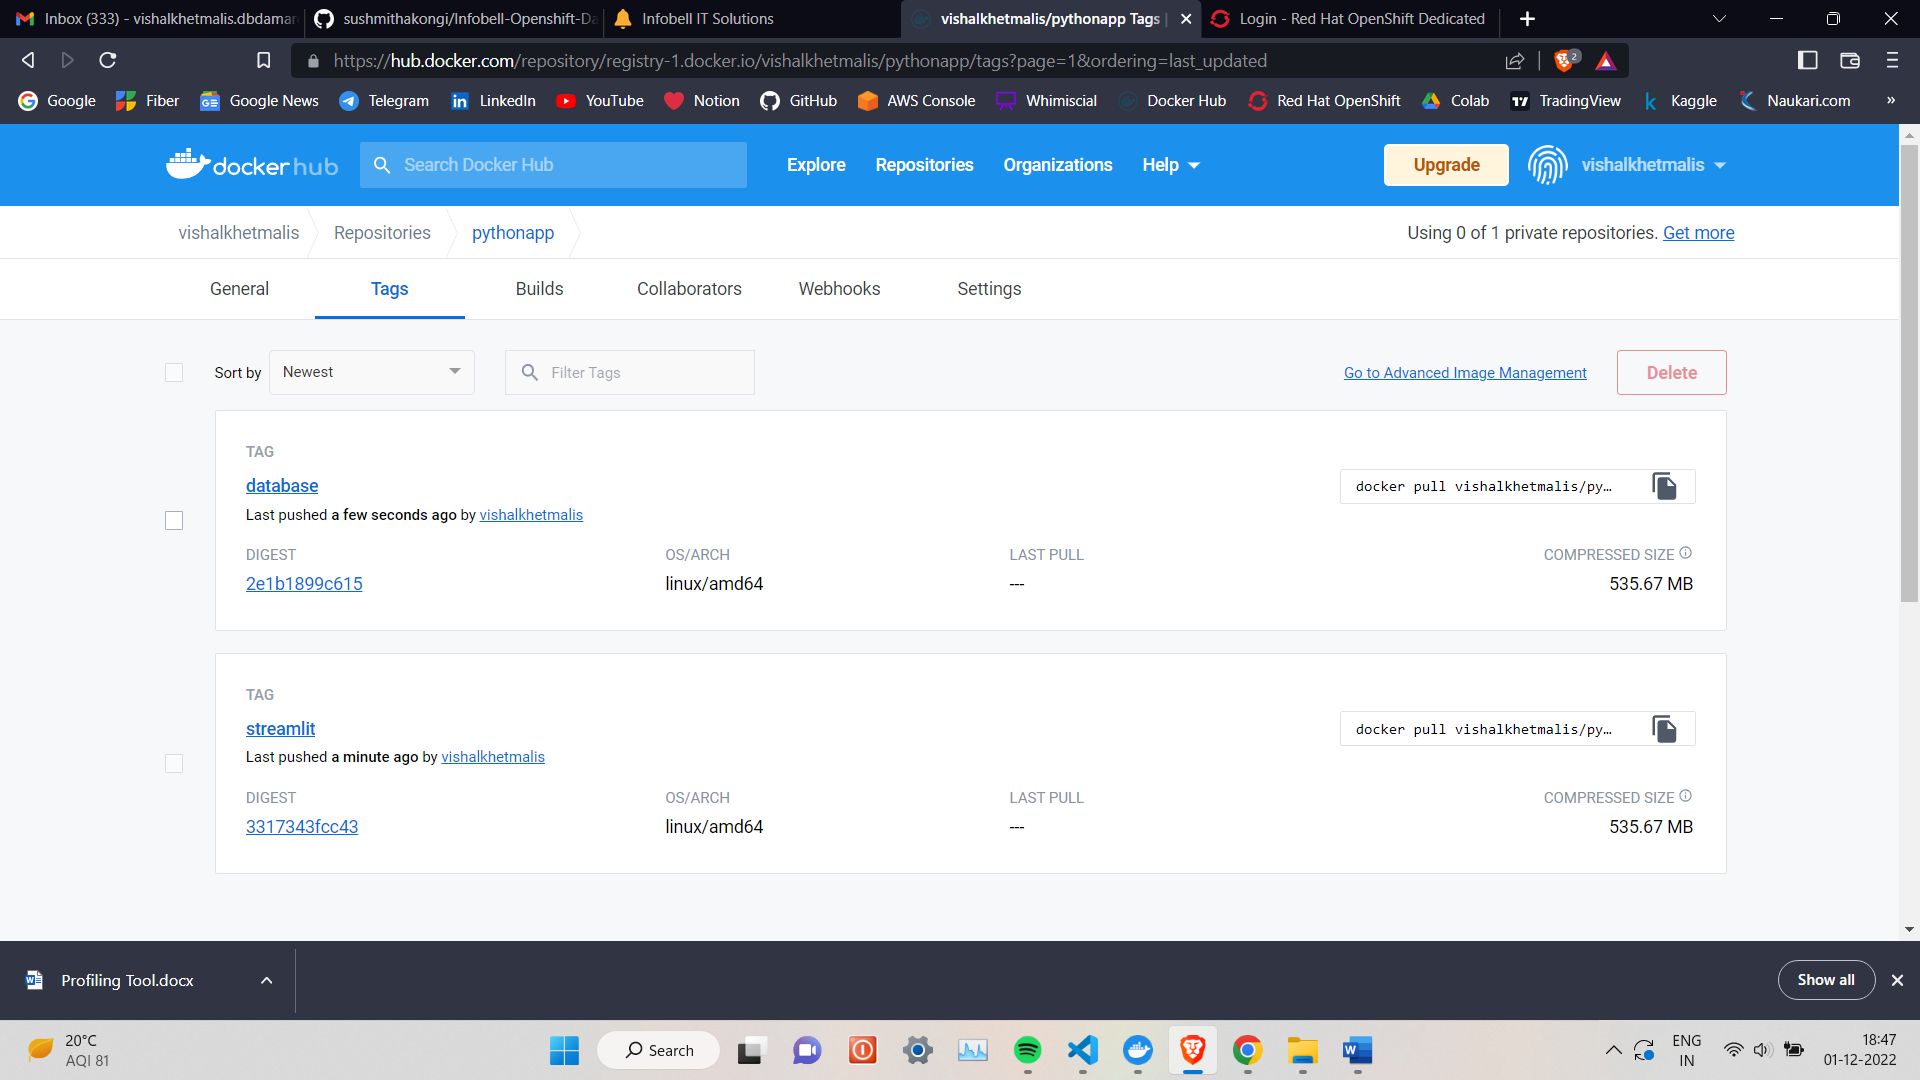 Inbox (333) - vishalkhetmalis.dbdamar
sushmithakongi/Infobell-Openshift-Da
Infobell IT Solutions
vishalkhetmalis/pythonapp Tags |
Login - Red Hat OpenShift Dedicated
https://hub.docker.com/repository/registry-1.docker.io/vishalkhetmalis/pythonapp/tags?page=1&ordering=last_updated
2
Google Fiber Google News Telegram LinkedIn YouTube Notion GitHub AWS Console Whimiscial Docker Hub Red Hat OpenShift Colab TradingView Kaggle Naukari.com »
docker hub Search Docker Hub Explore Repositories Organizations Help Upgrade vishalkhetmalis
vishalkhetmalis Repositories pythonapp Using 0 of 1 private repositories. Get more
General Tags Builds Collaborators Webhooks Settings
Sort by Newest Filter Tags Go to Advanced Image Management Delete
TAG
database docker pull vishalkhetmalis/py...
Last pushed a few seconds ago by vishalkhetmalis
DIGEST OS/ARCH LAST PULL COMPRESSED SIZE
2e1b1899c615 linux/amd64 --- 535.67 MB
TAG
streamlit docker pull vishalkhetmalis/py...
Last pushed a minute ago by vishalkhetmalis
DIGEST OS/ARCH LAST PULL COMPRESSED SIZE
3317343fcc43 linux/amd64 --- 535.67 MB
Profiling Tool.docx Show all
20°C
AQI 81
Search
ENG
IN
18:47
01-12-2022